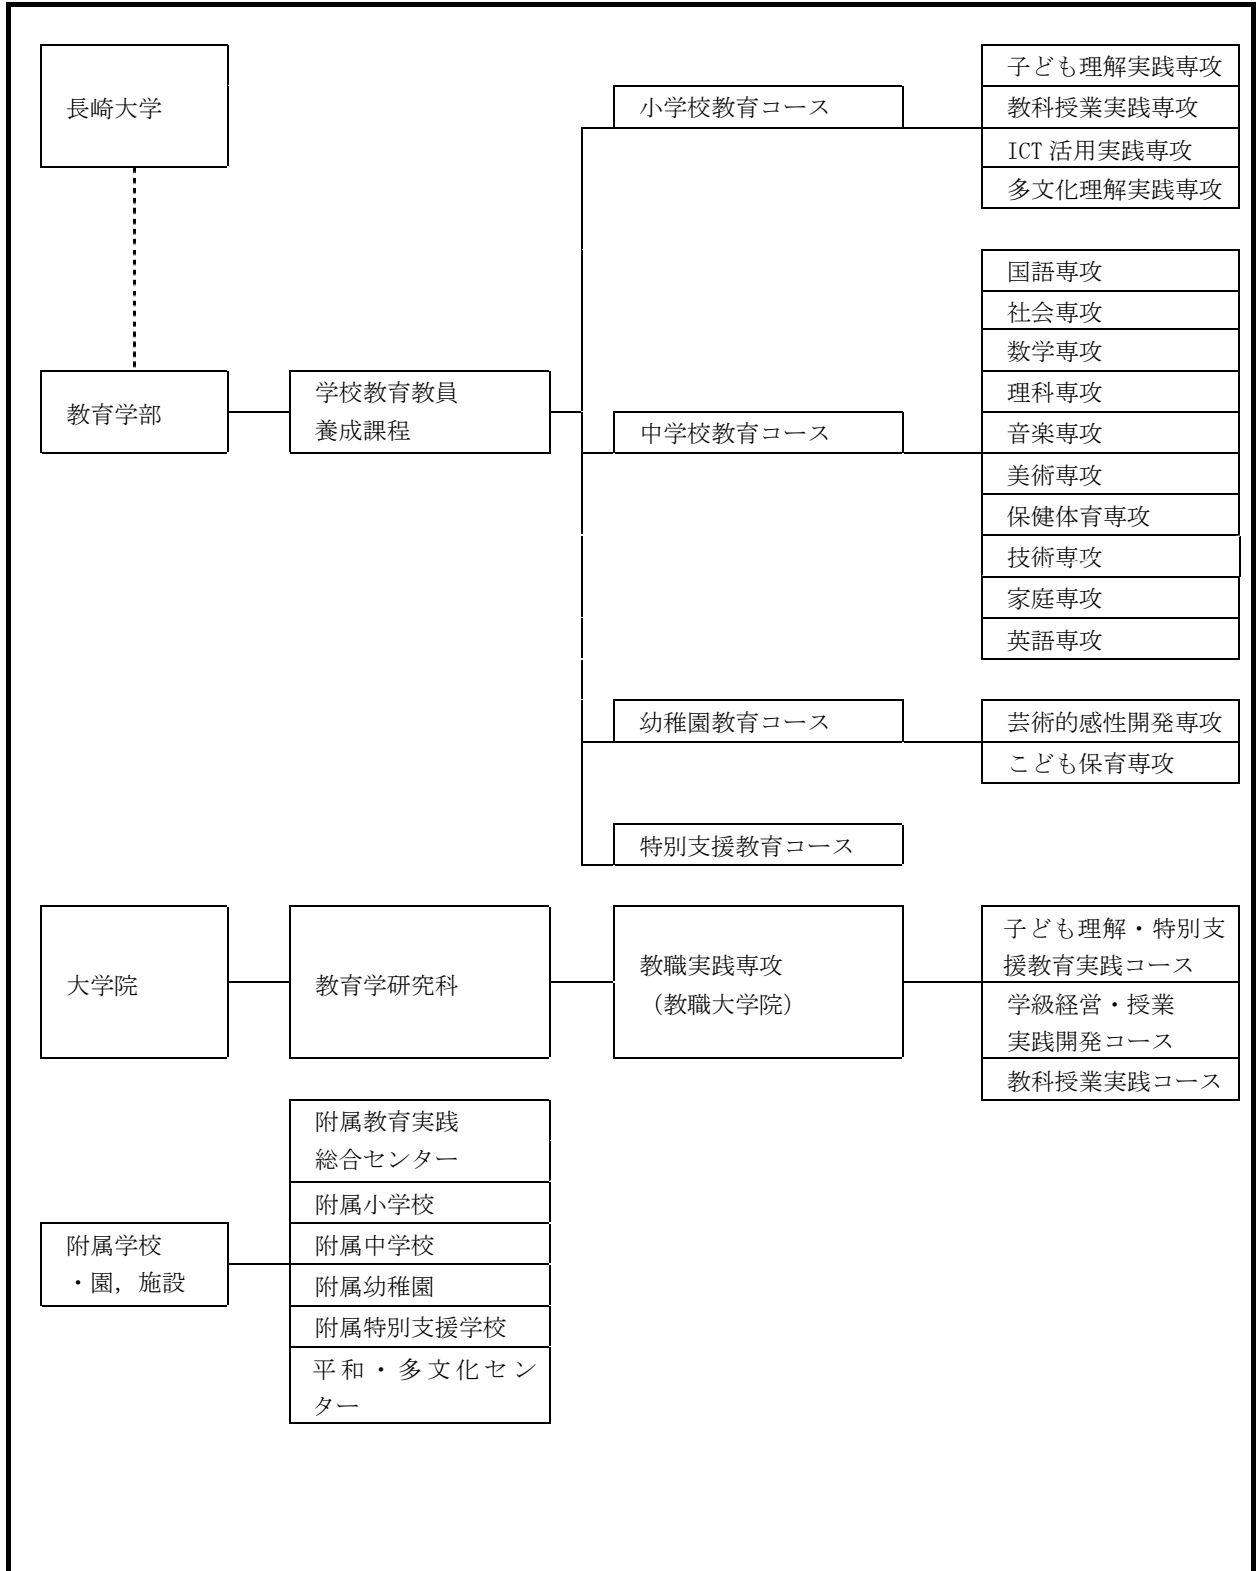 長崎大学
小学校教育コース
子ども理解実践専攻
教科授業実践専攻
ICT 活用実践専攻
多文化理解実践専攻
教育学部
学校教育教員
養成課程
中学校教育コース
国語専攻
社会専攻
数学専攻
理科専攻
音楽専攻
美術専攻
保健体育専攻
技術専攻
家庭専攻
英語専攻
幼稚園教育コース
芸術的感性開発専攻
こども保育専攻
特別支援教育コース
大学院
教育学研究科
教職実践専攻
（教職大学院）
子ども理解・特別支
援教育実践コース
学級経営・授業
実践開発コース
教科授業実践コース
附属学校
・園，施設
附属教育実践
総合センター
附属小学校
附属中学校
附属幼稚園
附属特別支援学校
平和・多文化セン
ター